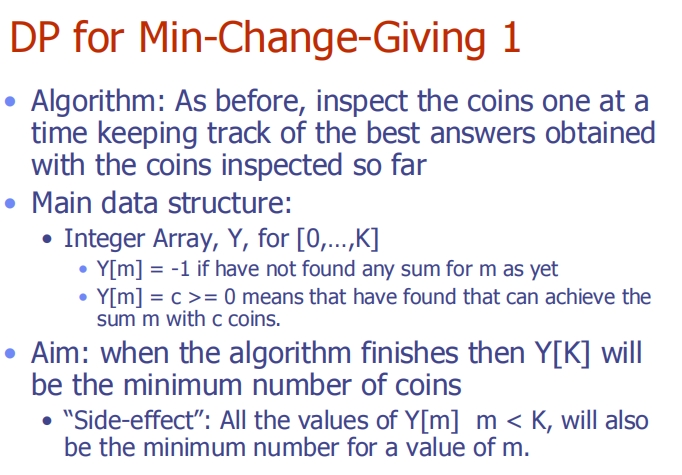 DP for Min-Change-Giving 1
• Algorithm: As before, inspect the coins one at a
time keeping track of the best answers obtained
with the coins inspected so far
• Main data structure:
• Integer Array, Y, for [0,...,K]
• Y[m] = -1 if have not found any sum for m as yet
• Y[m] = c >= 0 means that have found that can achieve the
sum m with c coins.
• Aim: when the algorithm finishes then Y[K] will
be the minimum number of coins
• “Side-effect”: All the values of Y[m] m < K, will also
be the minimum number for a value of m.